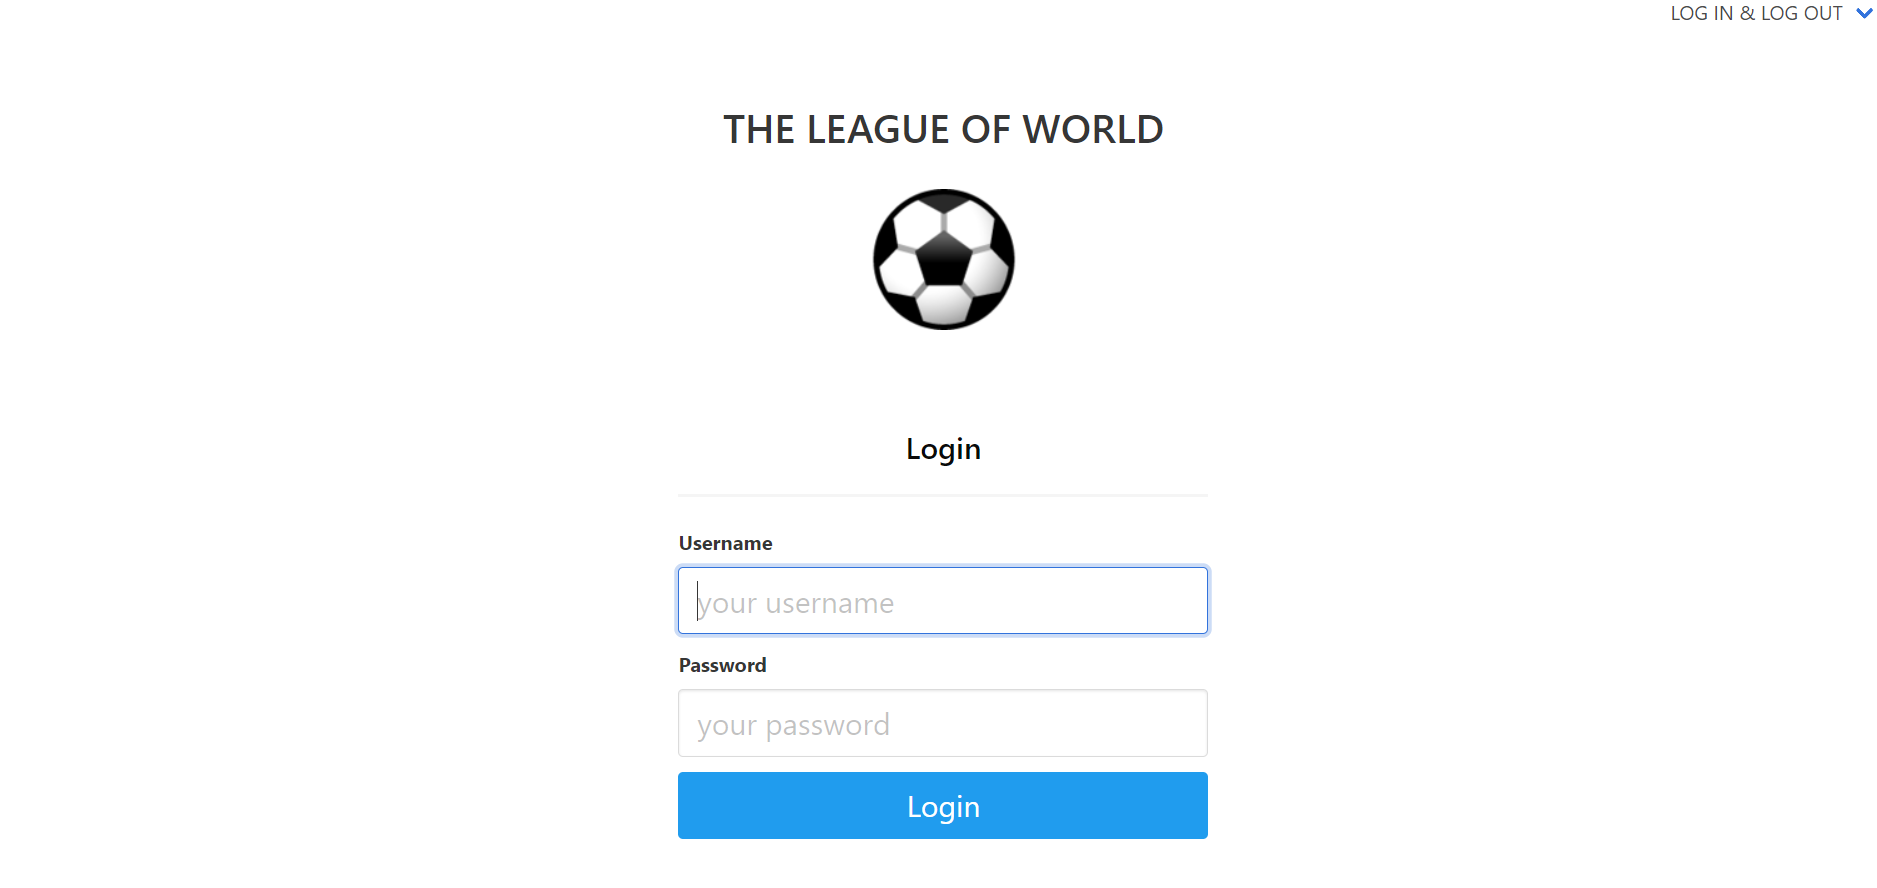 LOG IN & LOG OUT
THE LEAGUE OF WORLD
Login
Username
your username
Password
your password
Login